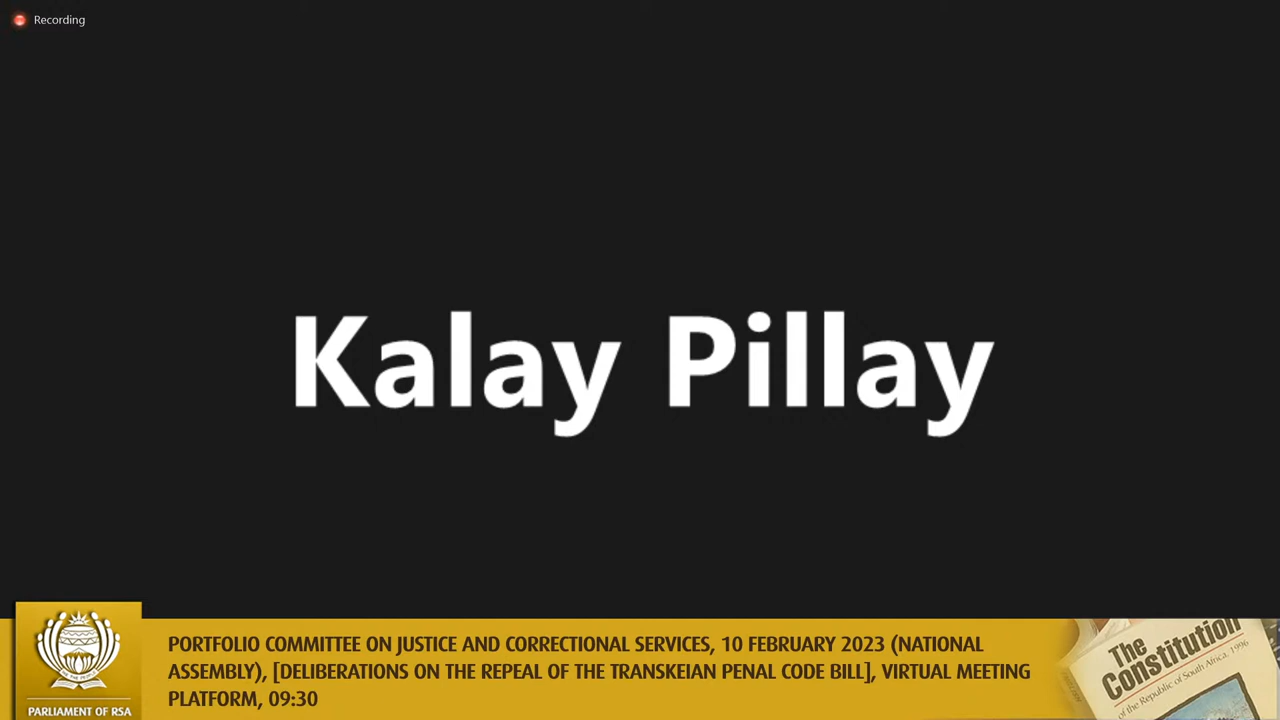 Recording
Kalay Pillay
PORTFOLIO COMMITTEE ON JUSTICE AND CORRECTIONAL SERVICES, 10 FEBRUARY 2023 (NATIONAL
ASSEMBLY), [DELIBERATIONS ON THE REPEAL OF THE TRANSKEIAN PENAL CODE BILL], VIRTUAL MEETING
PLATFORM, 09:30
PARLIAMENT OF RSA
The
Constitution
of the Republic of South Africa, 1996